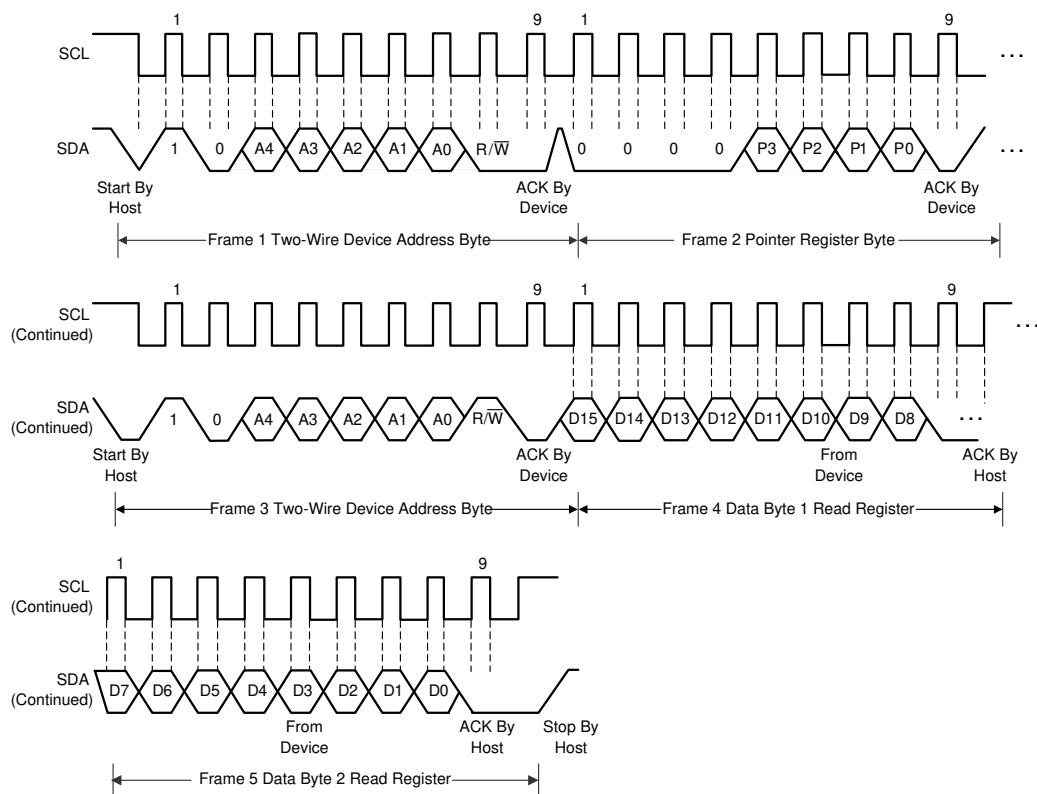 1 9 1 9
SCL ...
SDA 1 0 A4 A3 A2 A1 A0 R/W̅ 0 0 0 0 P3 P2 P1 P0 ...
Start By Host
ACK By Device
ACK By Device
Frame 1 Two-Wire Device Address Byte
Frame 2 Pointer Register Byte
1 9 1 9
SCL (Continued) ...
SDA (Continued) 1 0 A4 A3 A2 A1 A0 R/W̅ D15 D14 D13 D12 D11 D10 D9 D8 ...
Start By Host
ACK By Device
From Device
ACK By Host
Frame 3 Two-Wire Device Address Byte
Frame 4 Data Byte 1 Read Register
1 9
SCL (Continued)
SDA (Continued) D7 D6 D5 D4 D3 D2 D1 D0
From Device
ACK By Host
Stop By Host
Frame 5 Data Byte 2 Read Register